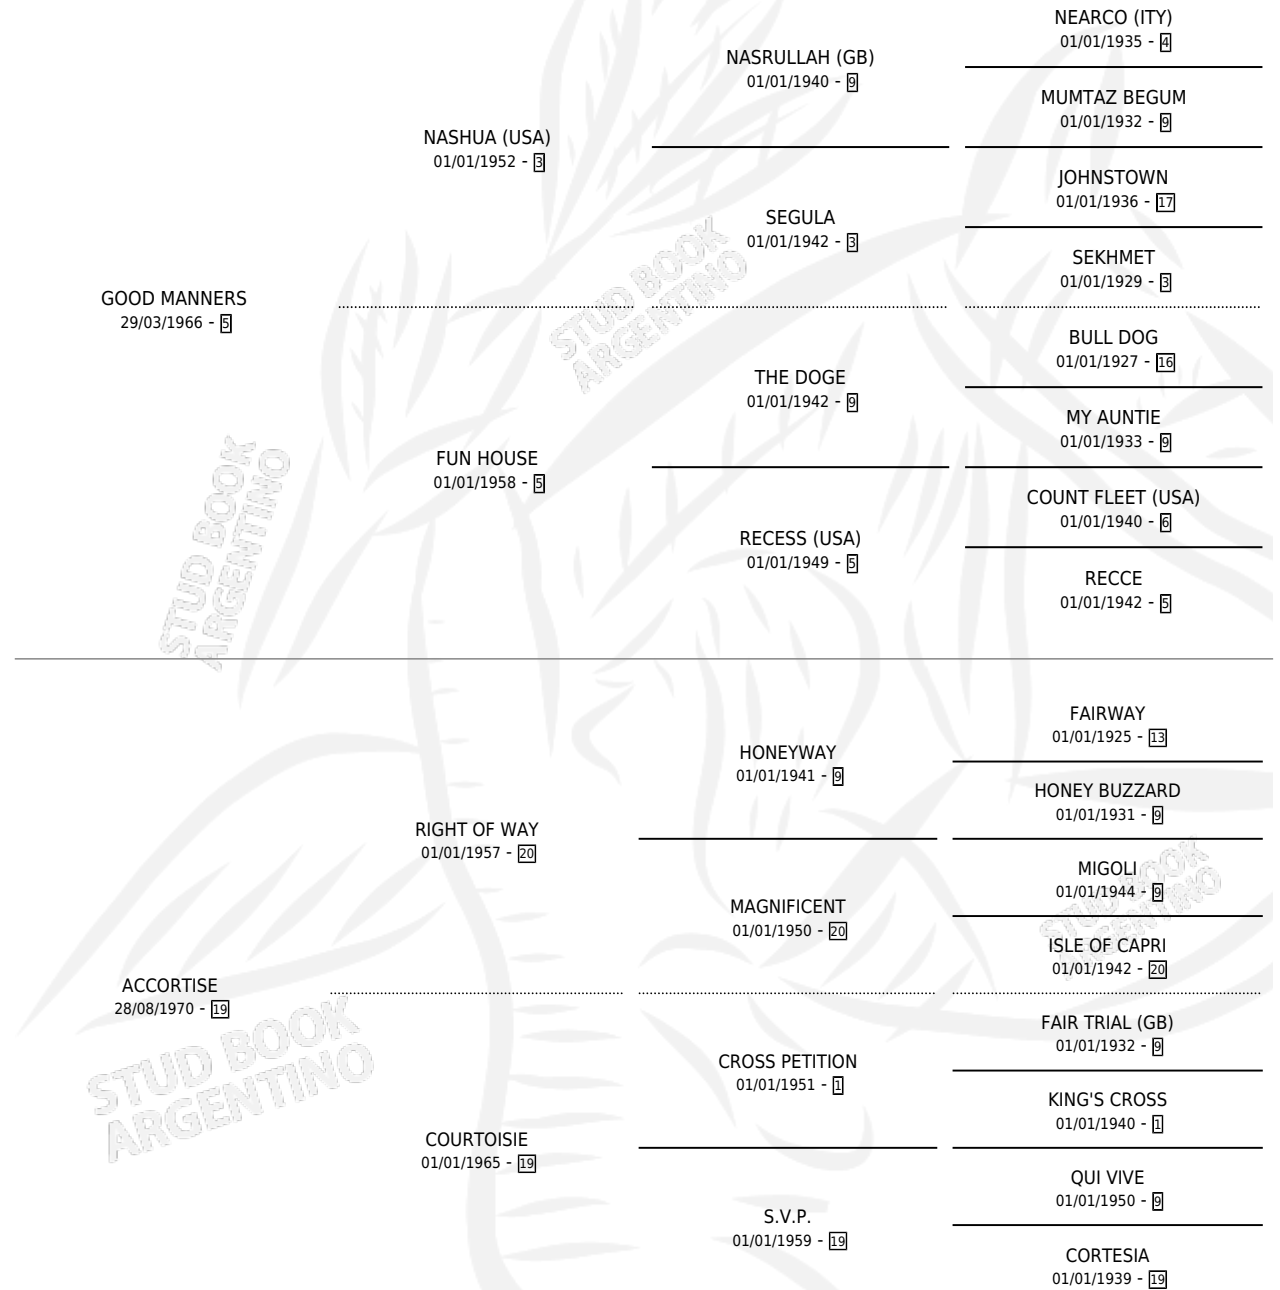 NEARCO (ITY)
01/01/1935 - 4
NASRULLAH (GB)
01/01/1940 - 9
MUMTAZ BEGUM
01/01/1932 - 9
NASHUA (USA)
01/01/1952 - 3
JOHNSTOWN
01/01/1936 - 17
SEGULA
01/01/1942 - 3
SEKHMET
01/01/1929 - 3
GOOD MANNERS
29/03/1966 - 5
STUD BOOK
ARGENTINO
BULL DOG
01/01/1927 - 16
THE DOGE
01/01/1942 - 9
MY AUNTIE
01/01/1933 - 9
FUN HOUSE
01/01/1958 - 5
COUNT FLEET (USA)
01/01/1940 - 6
RECESS (USA)
01/01/1949 - 5
RECCE
01/01/1942 - 5
STUD BOOK
ARGENTINO
FAIRWAY
01/01/1925 - 13
HONEYWAY
01/01/1941 - 9
HONEY BUZZARD
01/01/1931 - 9
RIGHT OF WAY
01/01/1957 - 20
MIGOLI
01/01/1944 - 9
STUD BOOK
ARGENTINO
MAGNIFICENT
01/01/1950 - 20
ISLE OF CAPRI
01/01/1942 - 20
ACCORTISE
28/08/1970 - 19
FAIR TRIAL (GB)
01/01/1932 - 9
STUD BOOK
ARGENTINO
CROSS PETITION
01/01/1951 - 1
KING'S CROSS
01/01/1940 - 1
COURTOISIE
01/01/1965 - 19
QUI VIVE
01/01/1950 - 9
S.V.P.
01/01/1959 - 19
CORTESIA
01/01/1939 - 19